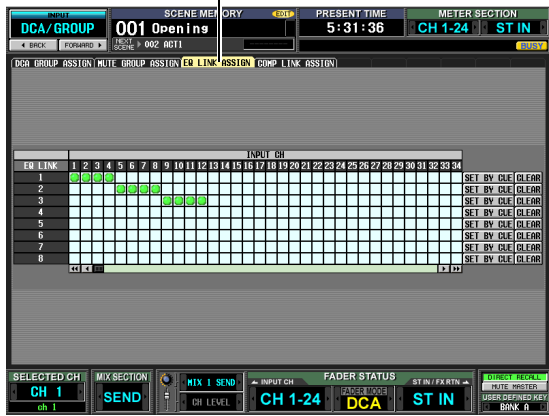 INPUT
DCA/GROUP
BACK FORWARD
SCENE MEMORY EDIT
001 Opening
NEXT SCENE 002 ACT1
PRESENT TIME
5:31:36
METER SECTION
CH 1-24 ST IN
BUSY
DCA GROUP ASSIGN MUTE GROUP ASSIGN EQ LINK ASSIGN COMP LINK ASSIGN
INPUT CH
EQ LINK 1 2 3 4 5 6 7 8 9 10 11 12 13 14 15 16 17 18 19 20 21 22 23 24 25 26 27 28 29 30 31 32 33 34
1 SET BY CUE CLEAR
2 SET BY CUE CLEAR
3 SET BY CUE CLEAR
4 SET BY CUE CLEAR
5 SET BY CUE CLEAR
6 SET BY CUE CLEAR
7 SET BY CUE CLEAR
8 SET BY CUE CLEAR
SELECTED CH
CH 1
ch 1
MIX SECTION
SEND
MIX 1 SEND
CH LEVEL
FADER STATUS
INPUT CH
CH 1-24
FADER MODE
DCA
ST IN / FX RTN
ST IN
DIRECT RECALL
MUTE MASTER
USER DEFINED KEY
BANK A